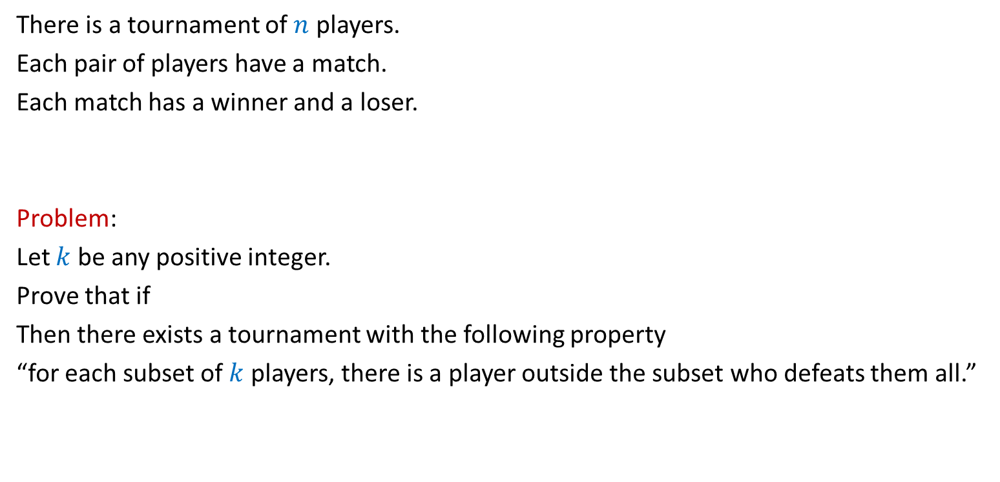 There is a tournament of n players.
Each pair of players have a match.
Each match has a winner and a loser.
Problem:
Let k be any positive integer.
Prove that if
Then there exists a tournament with the following property
“for each subset of k players, there is a player outside the subset who defeats them all.”